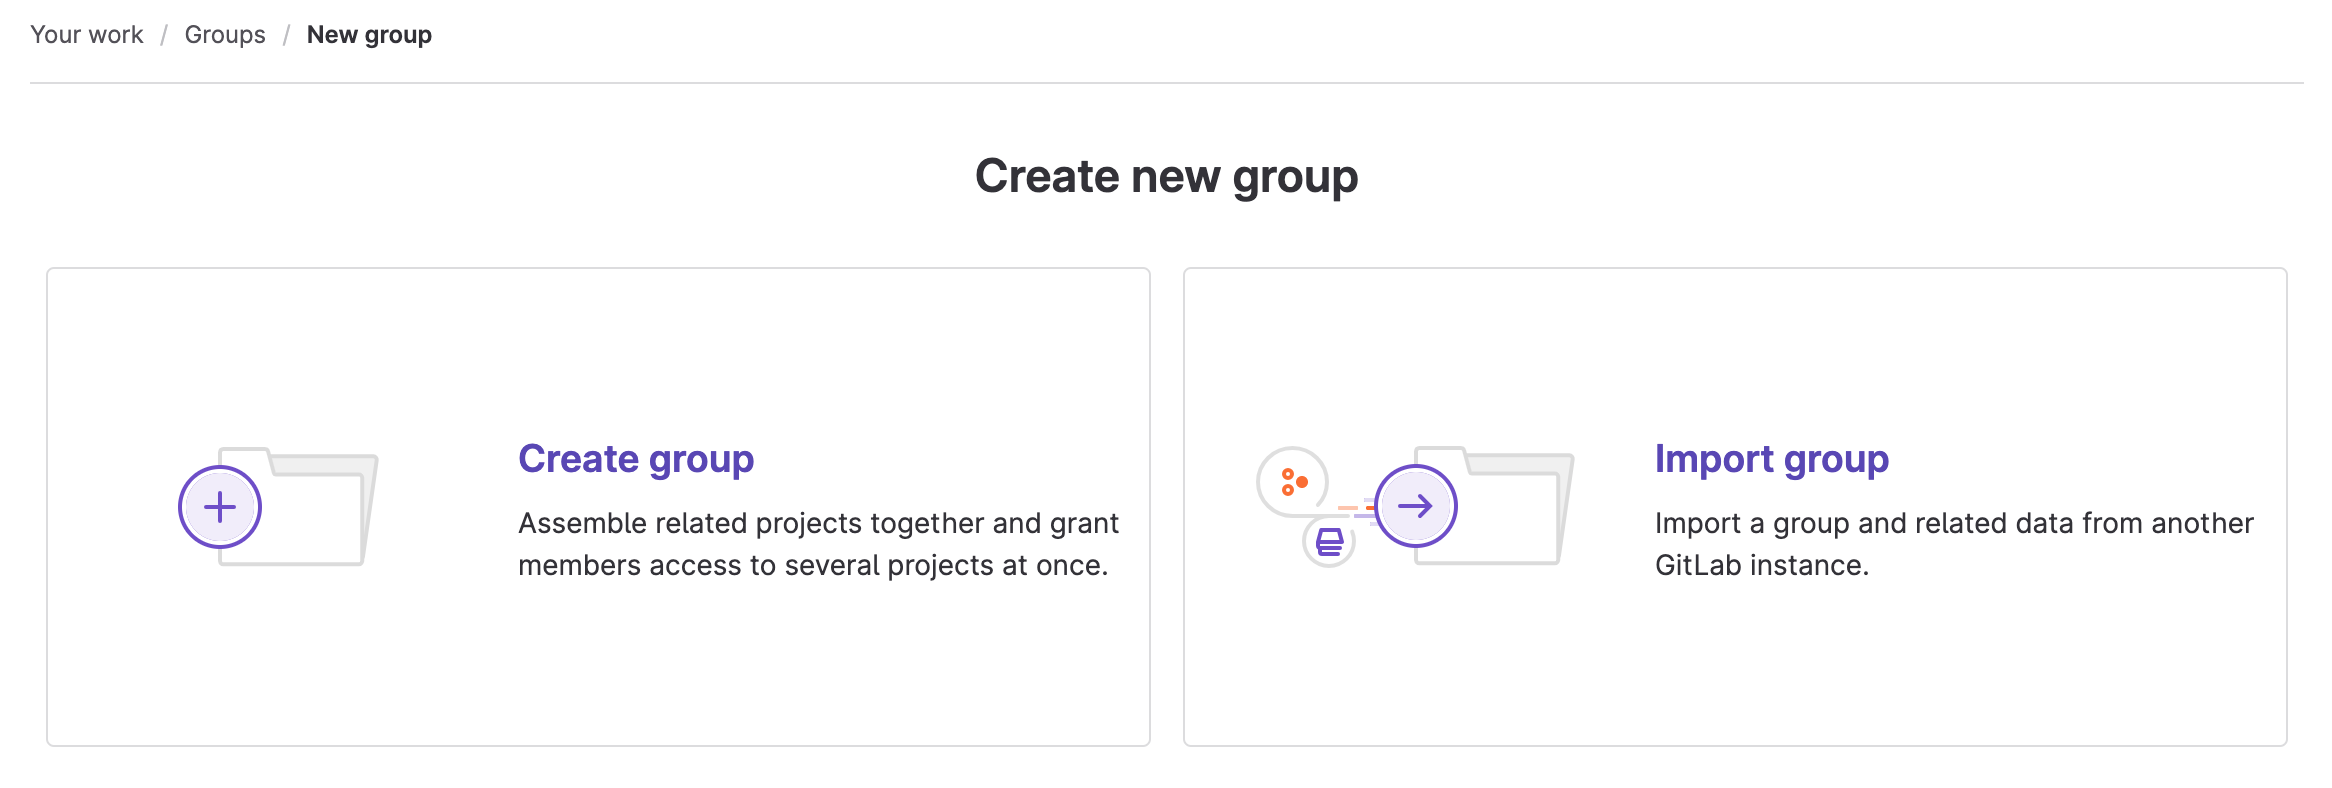 Your work / Groups / New group
Create new group
Create group
Assemble related projects together and grant
members access to several projects at once.
Import group
Import a group and related data from another
GitLab instance.